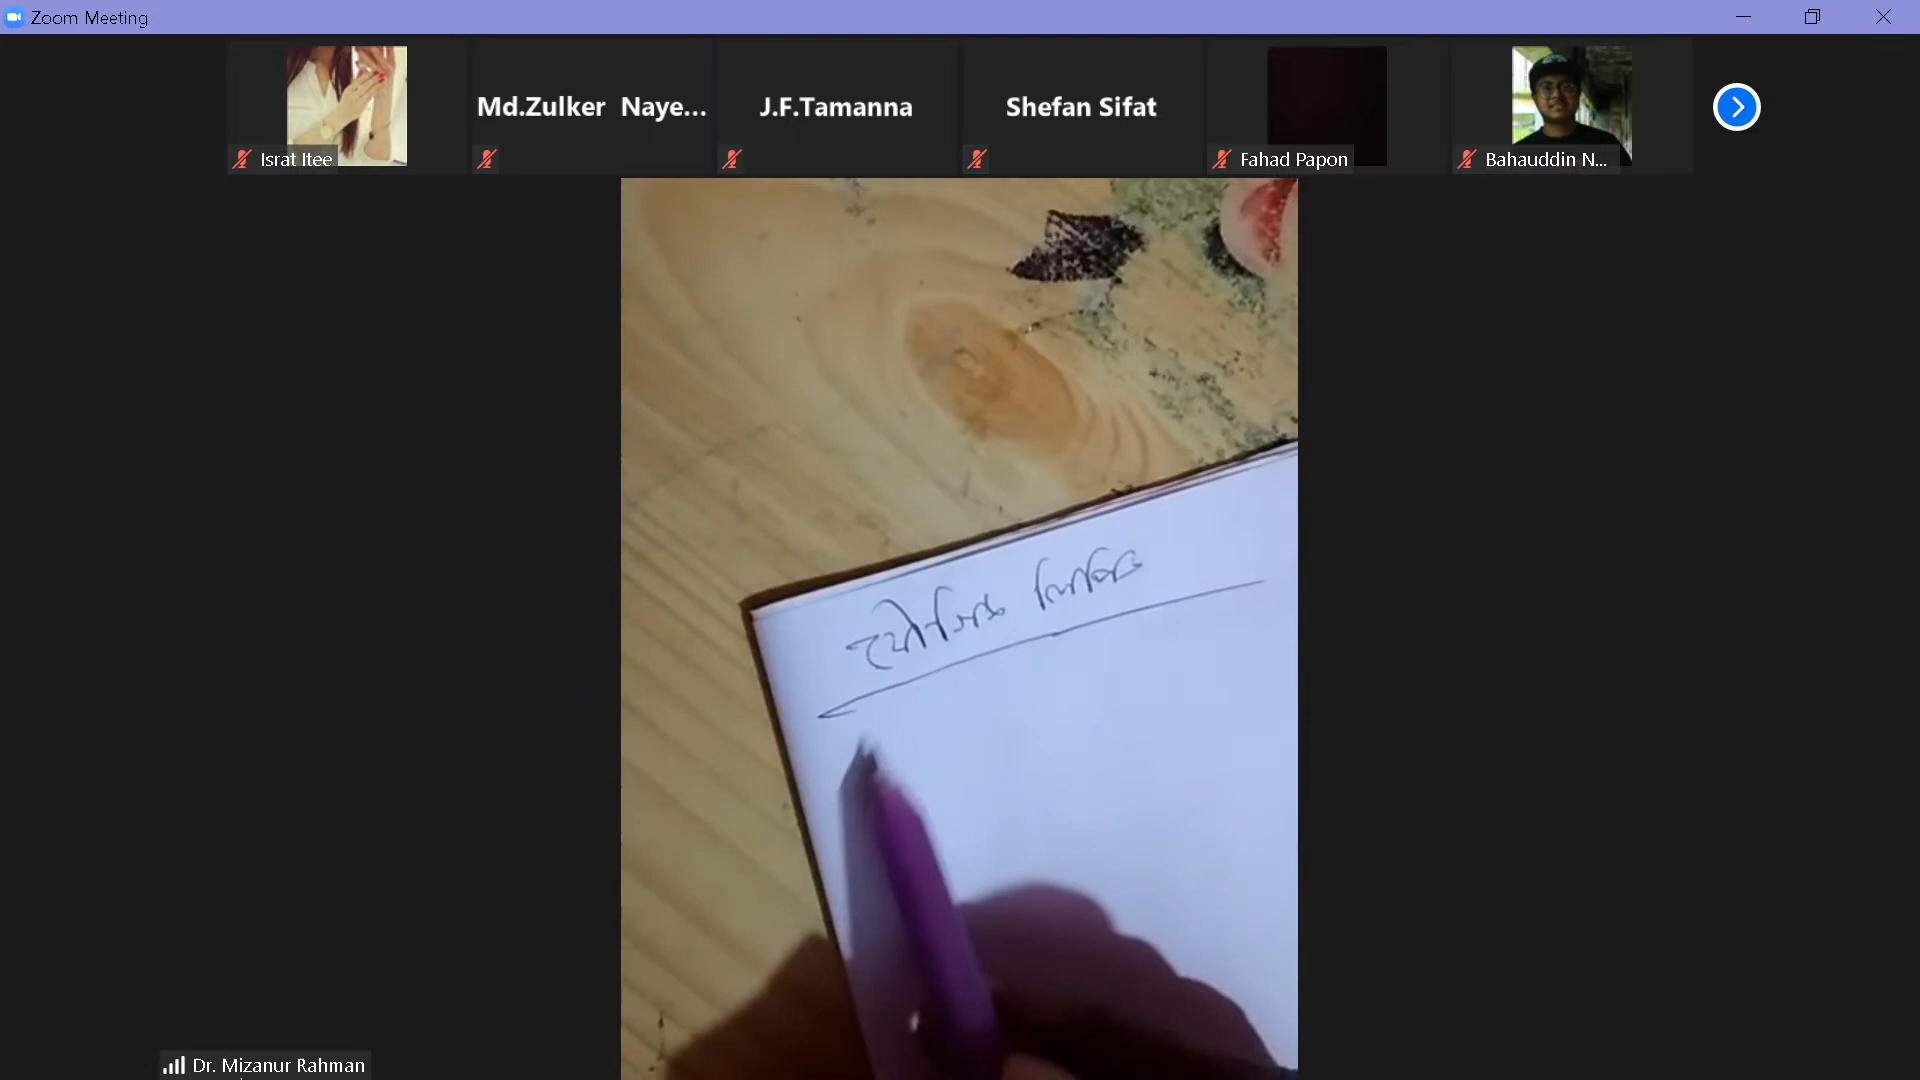 Zoom Meeting
Md.Zulker Naye...
J.F.Tamanna
Shefan Sifat
Israt Itee
Fahad Papon
Bahauddin N...
লিপি
Dr. Mizanur Rahman